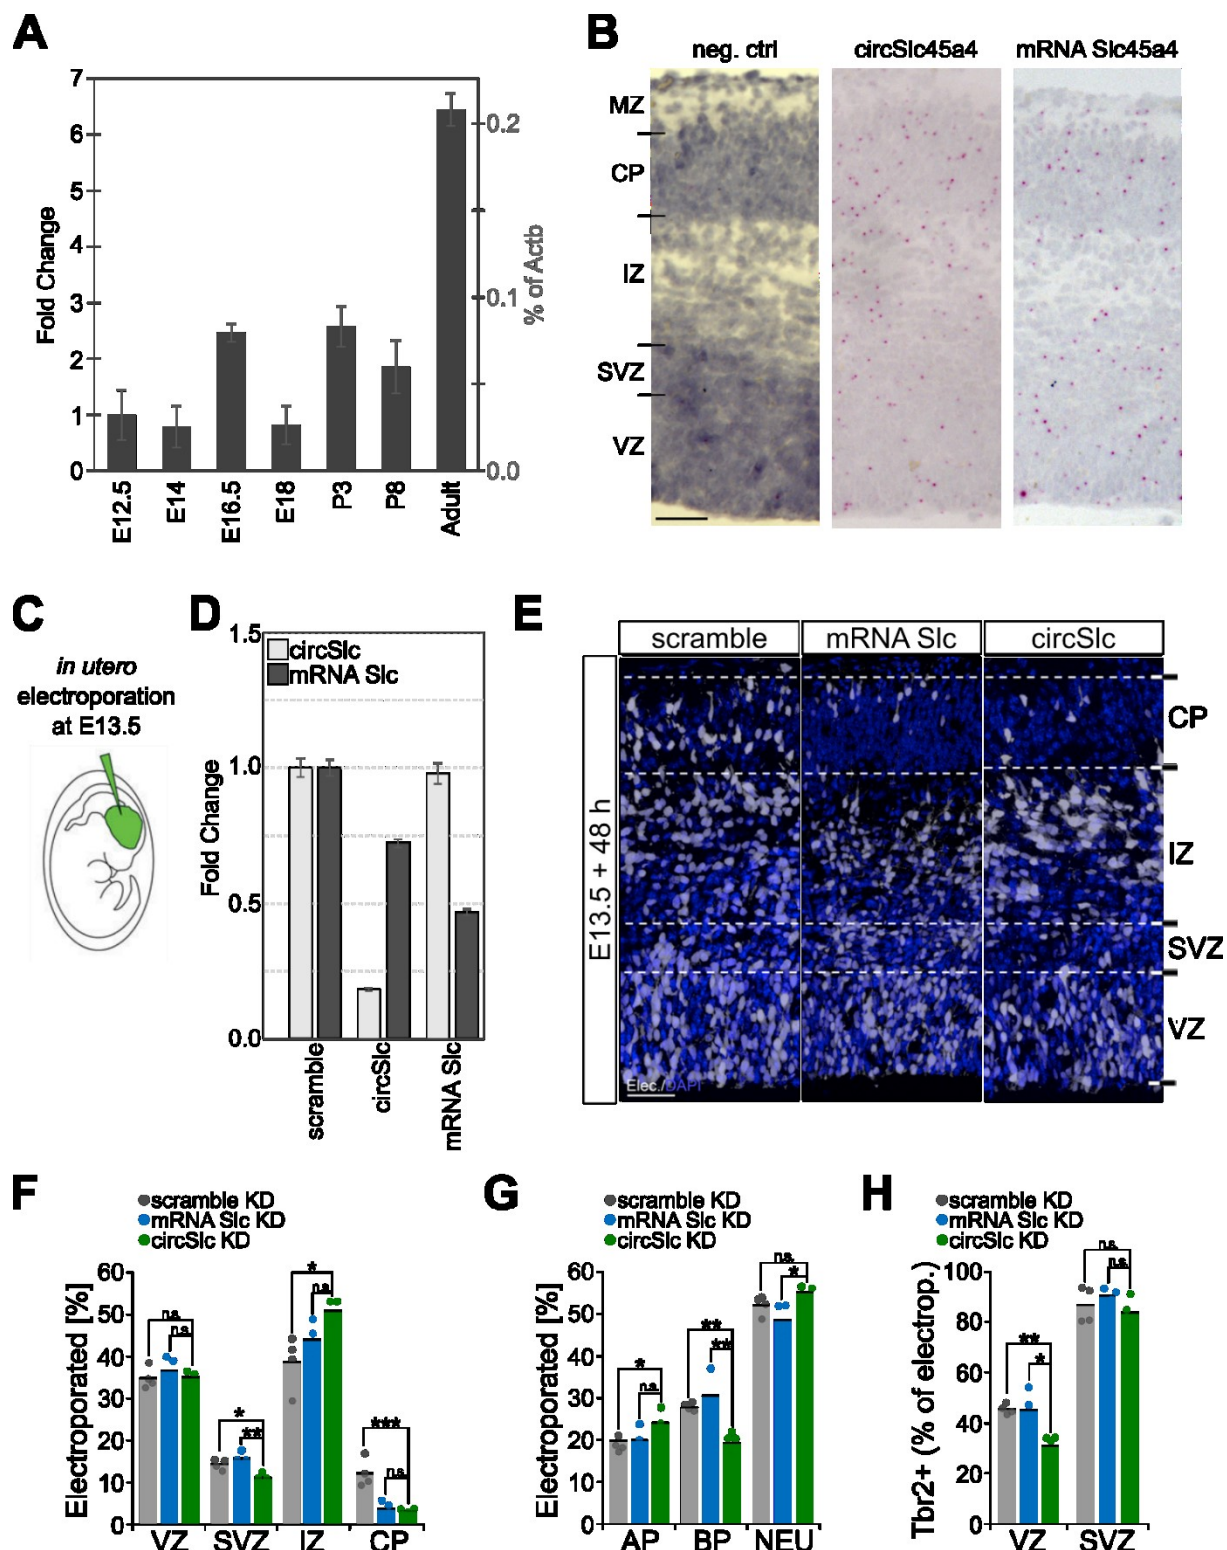 A
Fold Change
7
6
5
4
3
2
1
0
0.2
0.1
0.0
% of Actb
E12.5
E14
E16.5
E18
P3
P8
Adult
B
neg. ctrl
circSlc45a4
mRNA Slc45a4
MZ
CP
IZ
SVZ
VZ
C
in utero
electroporation
at E13.5
D
Fold Change
1.5
1.0
0.5
0.0
circSlc
mRNA Slc
scramble
circSlc
mRNA Slc
E
scramble
mRNA Slc
circSlc
E13.5 + 48 h
CP
IZ
SVZ
VZ
Elec./DAPI
F
scramble KD
mRNA Slc KD
circSlc KD
Electroporated [%]
60
50
40
30
20
10
0
n.s.
n.s.
*
**
*
n.s.
***
n.s.
VZ
SVZ
IZ
CP
G
scramble KD
mRNA Slc KD
circSlc KD
Electroporated [%]
60
50
40
30
20
10
0
*
n.s.
**
**
n.s.
*
AP
BP
NEU
H
scramble KD
mRNA Slc KD
circSlc KD
Tbr2+ (% of electrop.)
100
80
60
40
20
0
**
*
n.s.
n.s.
VZ
SVZ